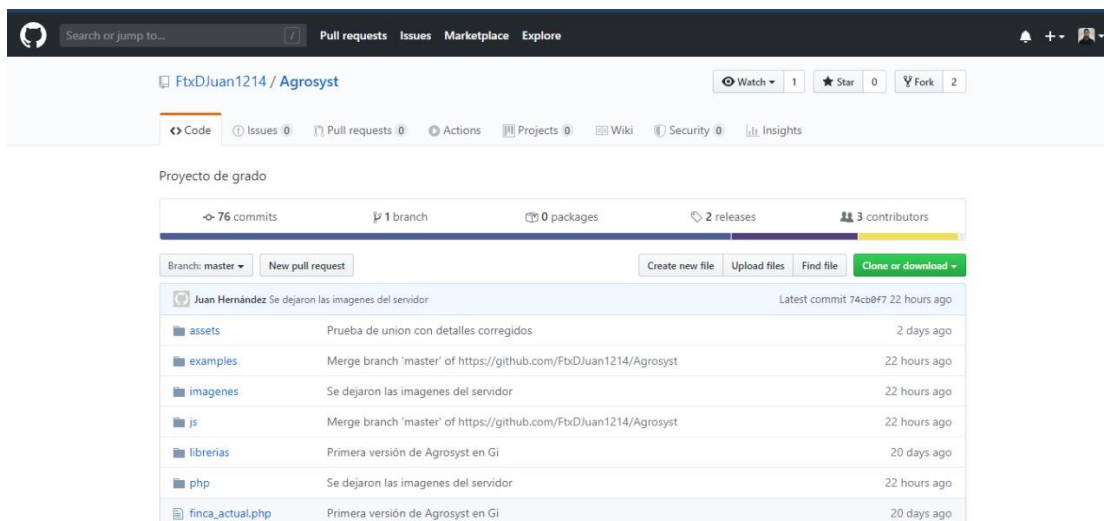 Search or jump to... / Pull requests Issues Marketplace Explore
FtxDJuan1214 / Agrosyst Watch 1 Star 0 Fork 2
Code Issues 0 Pull requests 0 Actions Projects 0 Wiki Security 0 Insights
Proyecto de grado
76 commits 1 branch 0 packages 2 releases 3 contributors
Branch: master New pull request Create new file Upload files Find file Clone or download
Juan Hernández Se dejaron las imagenes del servidor Latest commit 74cb0f7 22 hours ago
assets Prueba de union con detalles corregidos 2 days ago
examples Merge branch 'master' of https://github.com/FtxDJuan1214/Agrosyst 22 hours ago
imagenes Se dejaron las imagenes del servidor 22 hours ago
js Merge branch 'master' of https://github.com/FtxDJuan1214/Agrosyst 22 hours ago
librerias Primera versión de Agrosyst en Gi 20 days ago
php Se dejaron las imagenes del servidor 22 hours ago
finca_actual.php Primera versión de Agrosyst en Gi 20 days ago